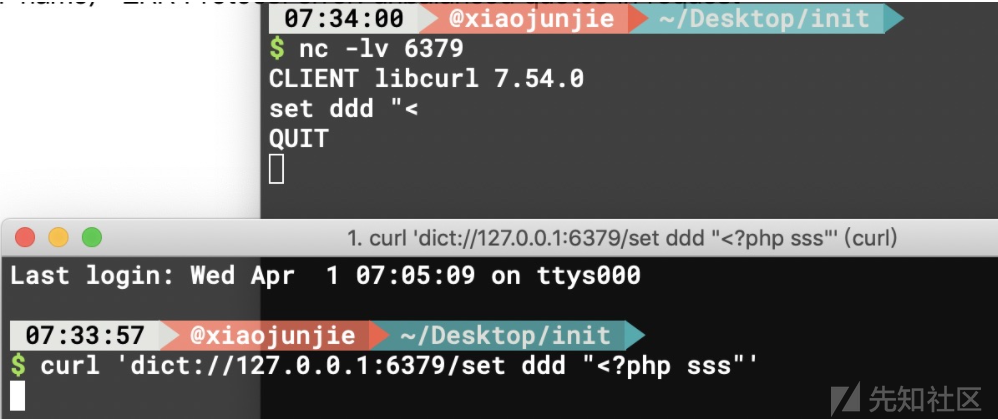 07:34:00 @xiaojunjie ~/Desktop/init
$ nc -lv 6379
CLIENT libcurl 7.54.0
set ddd "<
QUIT
1. curl 'dict://127.0.0.1:6379/set ddd "<?php sss"' (curl)
Last login: Wed Apr  1 07:05:09 on ttys000
07:33:57 @xiaojunjie ~/Desktop/init
$ curl 'dict://127.0.0.1:6379/set ddd "<?php sss"'
先知社区